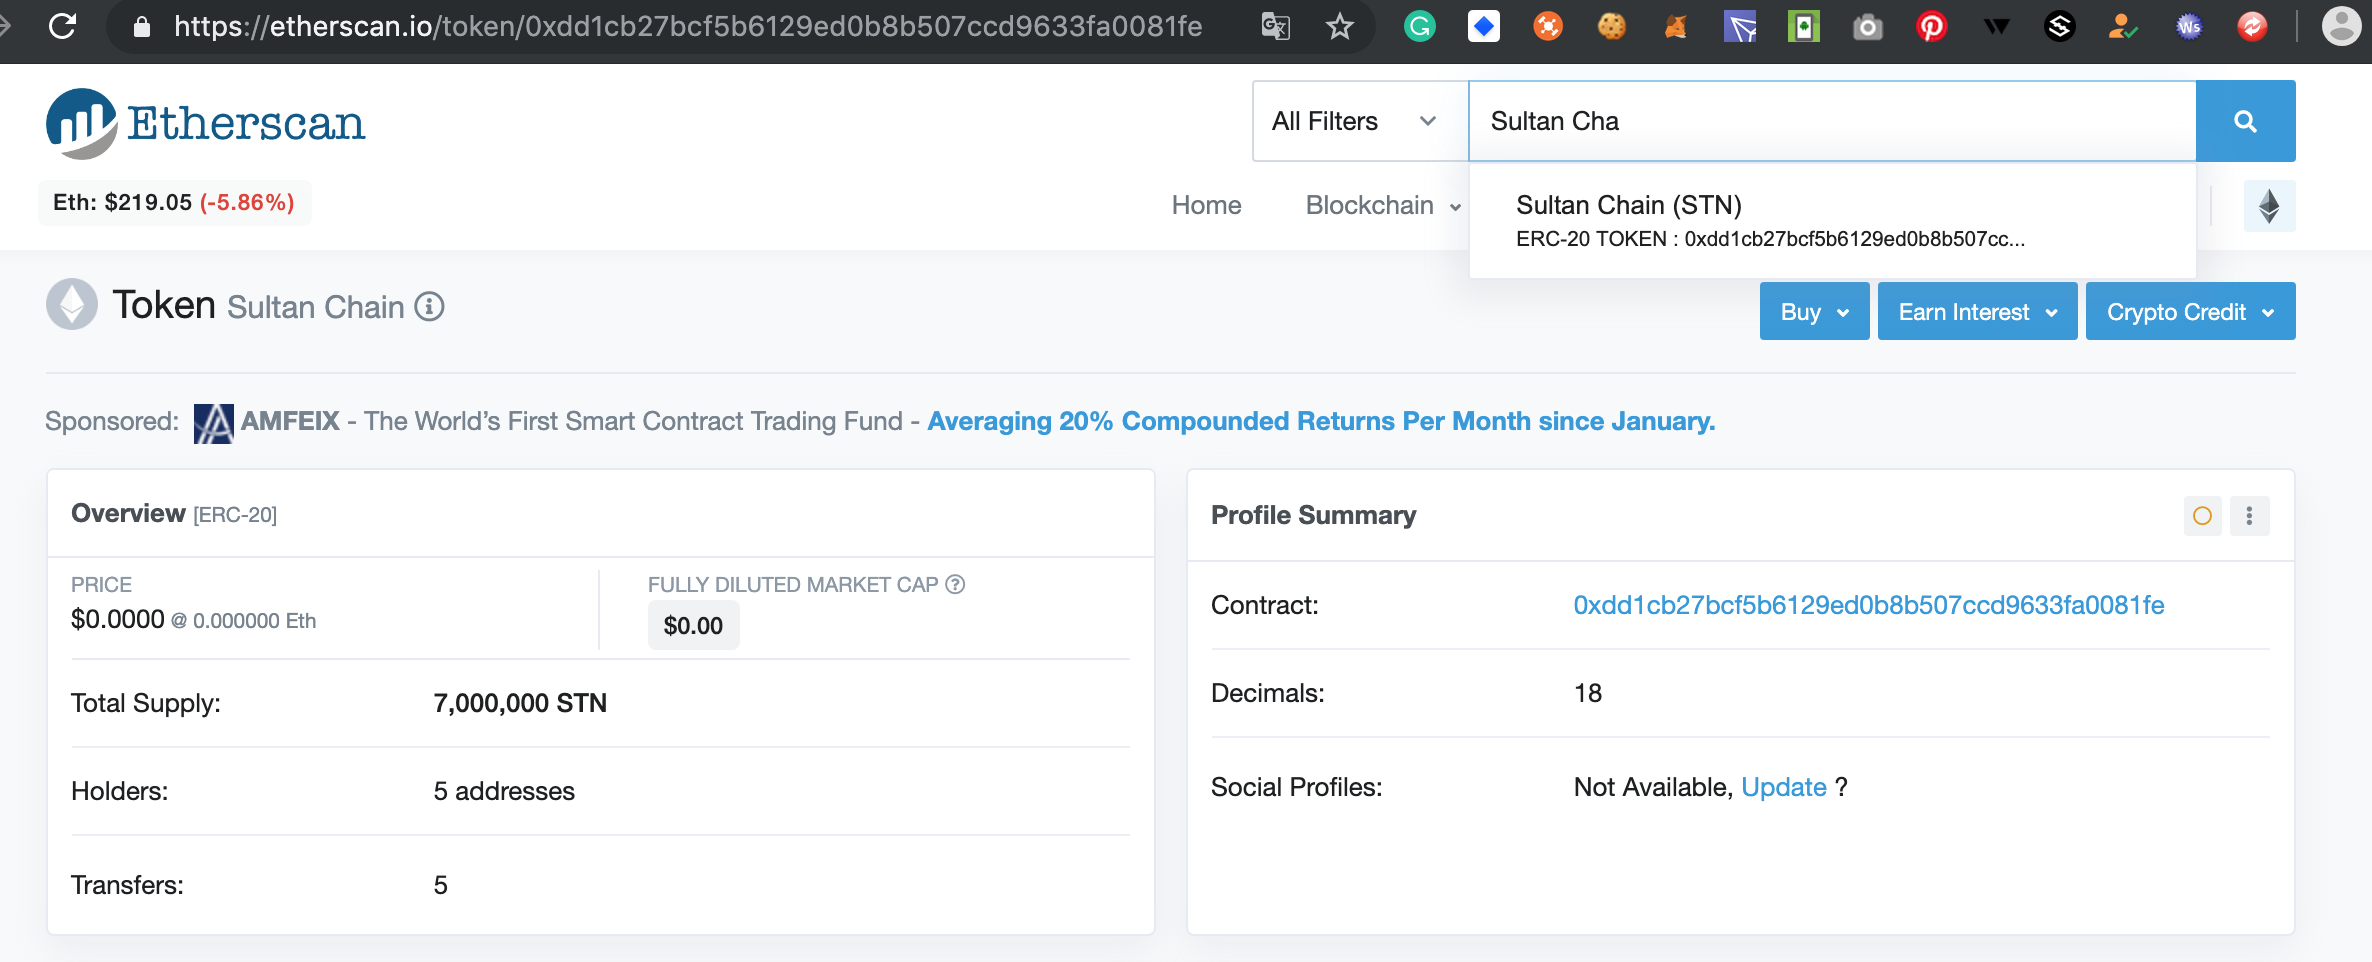 https://etherscan.io/token/0xdd1cb27bcf5b6129ed0b8b507ccd9633fa0081fe
Etherscan
All Filters
Sultan Cha
Eth: $219.05 (-5.86%)
Home
Blockchain
Sultan Chain (STN)
ERC-20 TOKEN : 0xdd1cb27bcf5b6129ed0b8b507cc...
Token Sultan Chain
Buy
Earn Interest
Crypto Credit
Sponsored: AMFEIX - The World’s First Smart Contract Trading Fund - Averaging 20% Compounded Returns Per Month since January.
Overview [ERC-20]
PRICE
$0.0000 @ 0.000000 Eth
FULLY DILUTED MARKET CAP
$0.00
Total Supply:
7,000,000 STN
Holders:
5 addresses
Transfers:
5
Profile Summary
Contract:
0xdd1cb27bcf5b6129ed0b8b507ccd9633fa0081fe
Decimals:
18
Social Profiles:
Not Available, Update ?